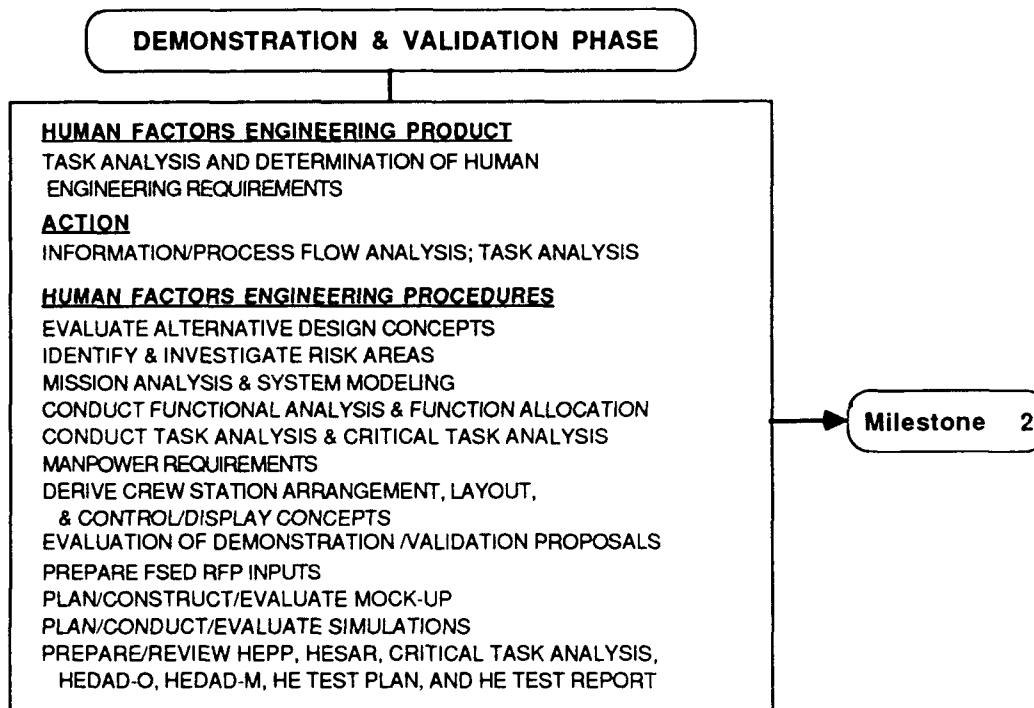 DEMONSTRATION & VALIDATION PHASE
HUMAN FACTORS ENGINEERING PRODUCT
TASK ANALYSIS AND DETERMINATION OF HUMAN
ENGINEERING REQUIREMENTS
ACTION
INFORMATION/PROCESS FLOW ANALYSIS; TASK ANALYSIS
HUMAN FACTORS ENGINEERING PROCEDURES
EVALUATE ALTERNATIVE DESIGN CONCEPTS
IDENTIFY & INVESTIGATE RISK AREAS
MISSION ANALYSIS & SYSTEM MODELING
CONDUCT FUNCTIONAL ANALYSIS & FUNCTION ALLOCATION
CONDUCT TASK ANALYSIS & CRITICAL TASK ANALYSIS
MANPOWER REQUIREMENTS
DERIVE CREW STATION ARRANGEMENT, LAYOUT,
& CONTROL/DISPLAY CONCEPTS
EVALUATION OF DEMONSTRATION /VALIDATION PROPOSALS
PREPARE FSED RFP INPUTS
PLAN/CONSTRUCT/EVALUATE MOCK-UP
PLAN/CONDUCT/EVALUATE SIMULATIONS
PREPARE/REVIEW HEPP, HESAR, CRITICAL TASK ANALYSIS,
HEDAD-O, HEDAD-M, HE TEST PLAN, AND HE TEST REPORT
Milestone 2